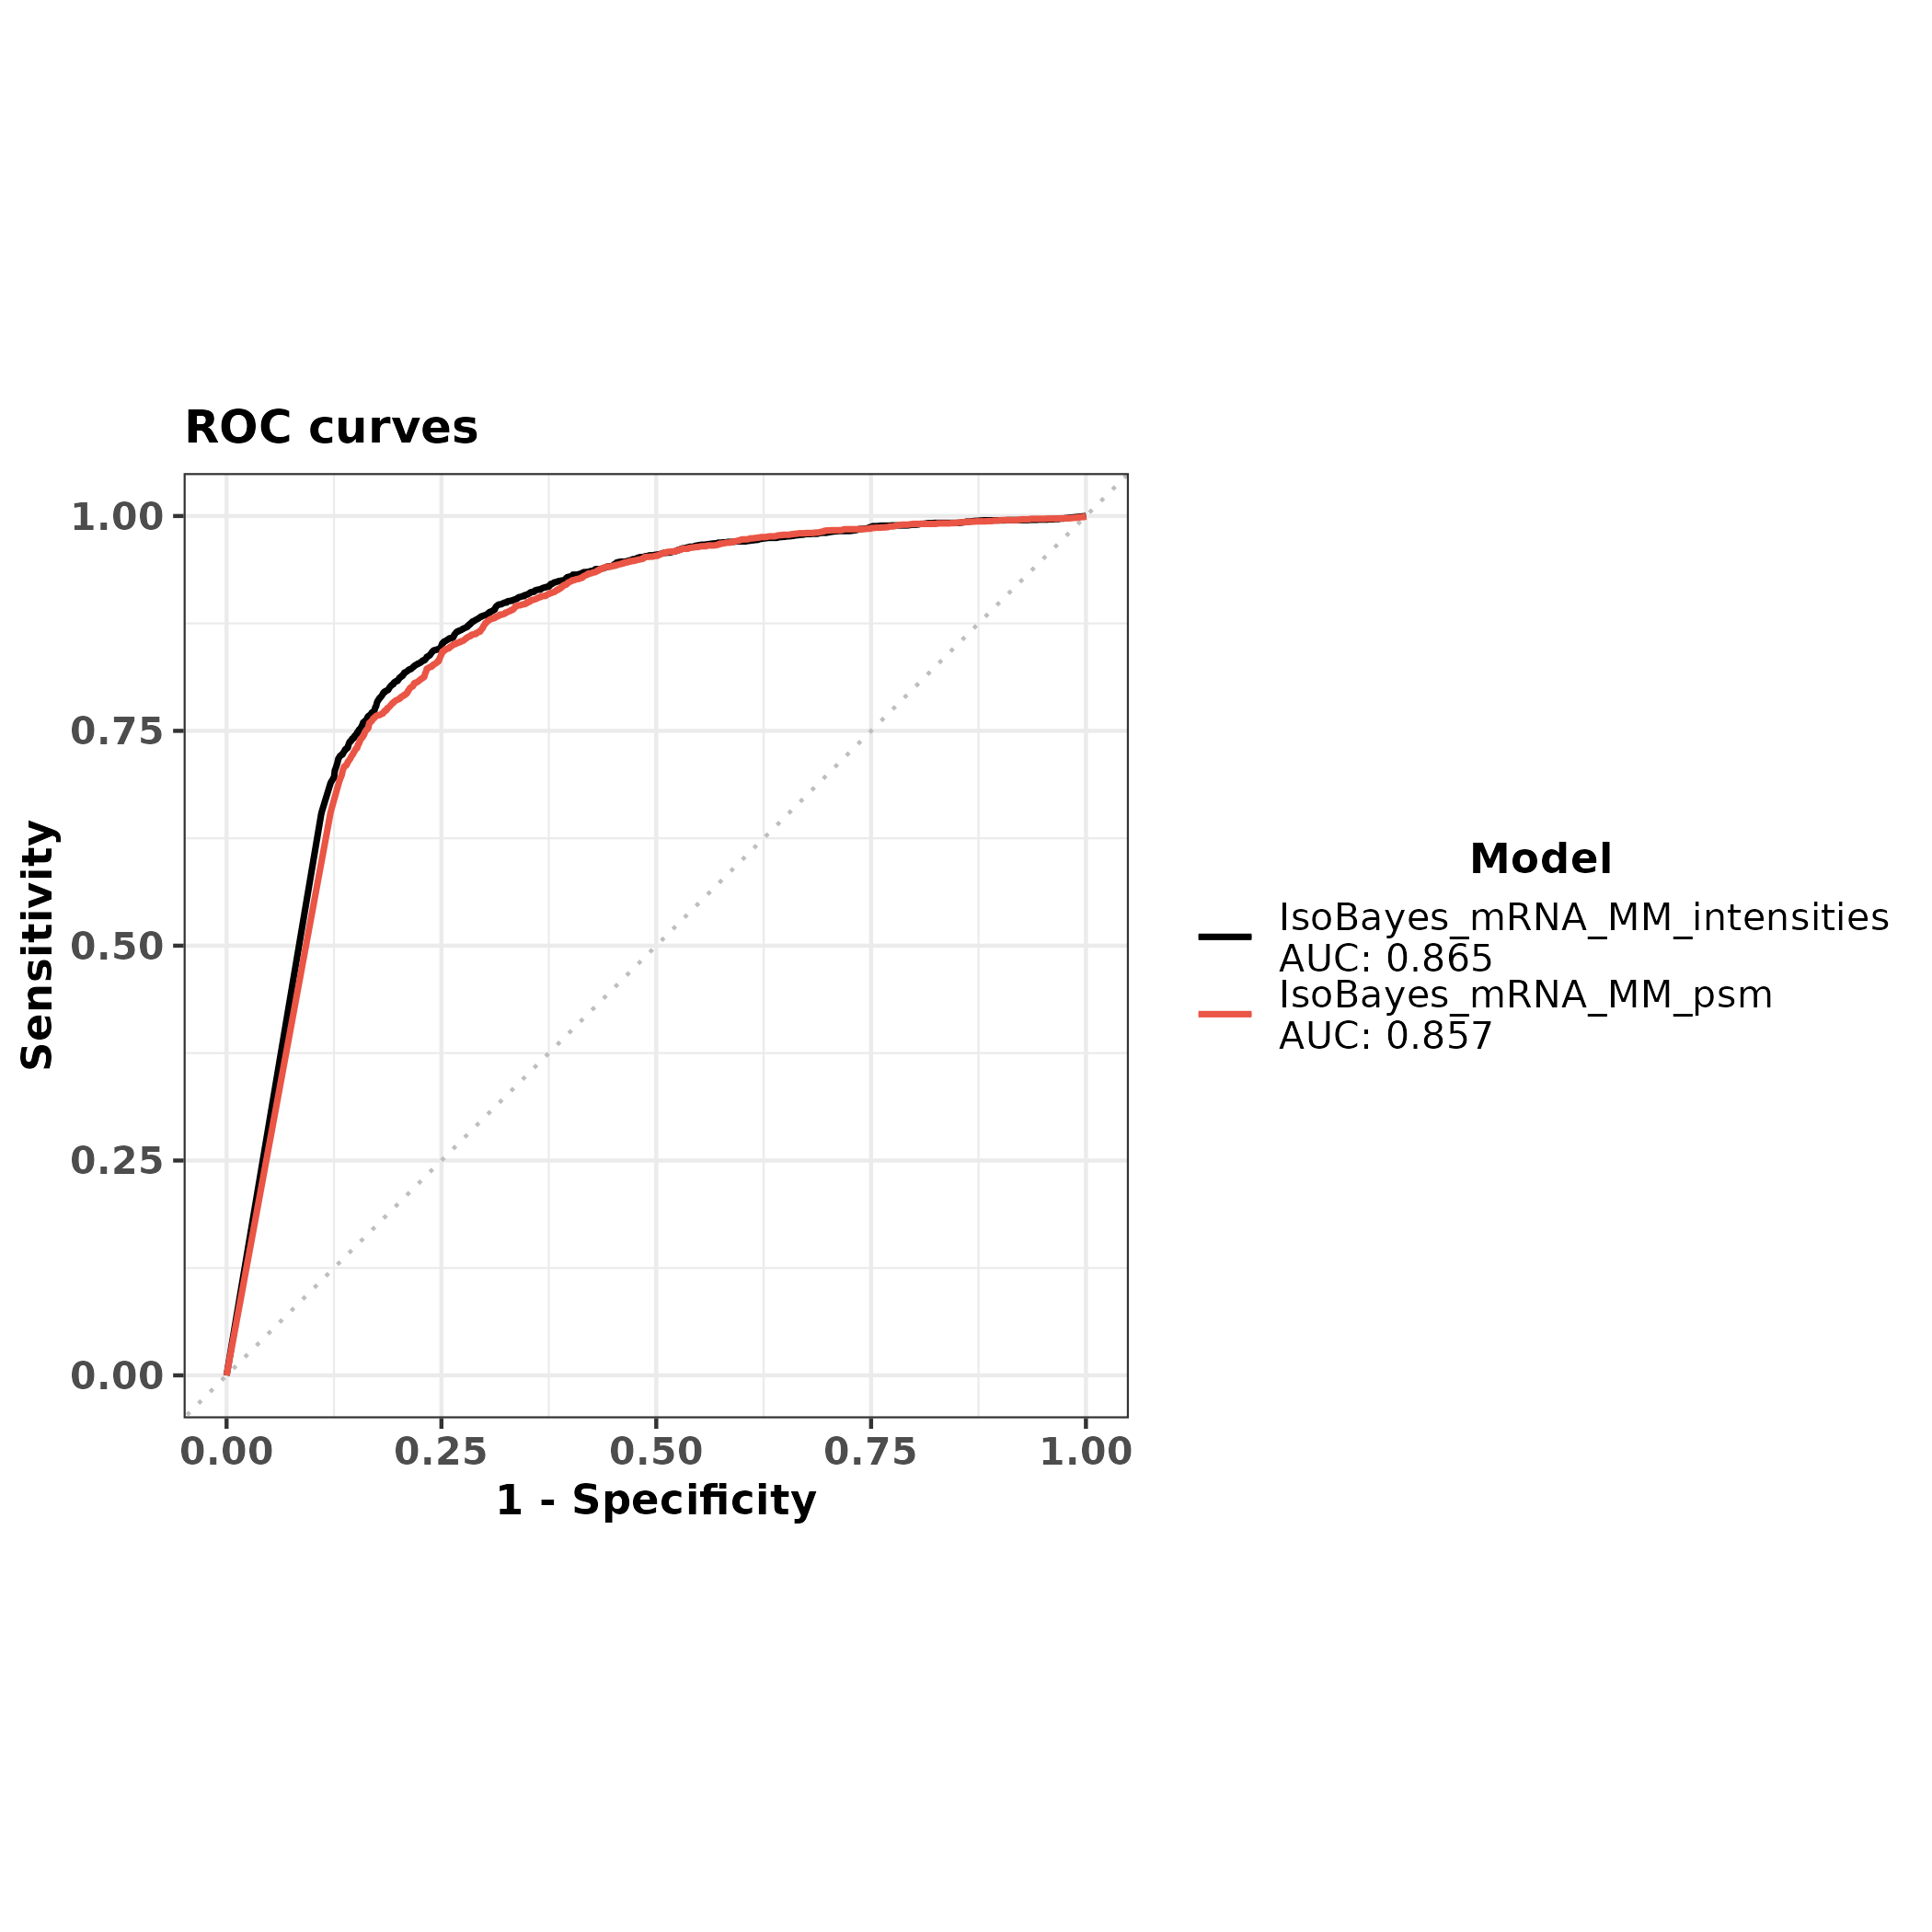 ROC curves
Sensitivity
1.00
0.75
0.50
0.25
0.00
0.00 0.25 0.50 0.75 1.00
1 - Specificity
Model
IsoBayes_mRNA_MM_intensities
AUC: 0.865
IsoBayes_mRNA_MM_psm
AUC: 0.857